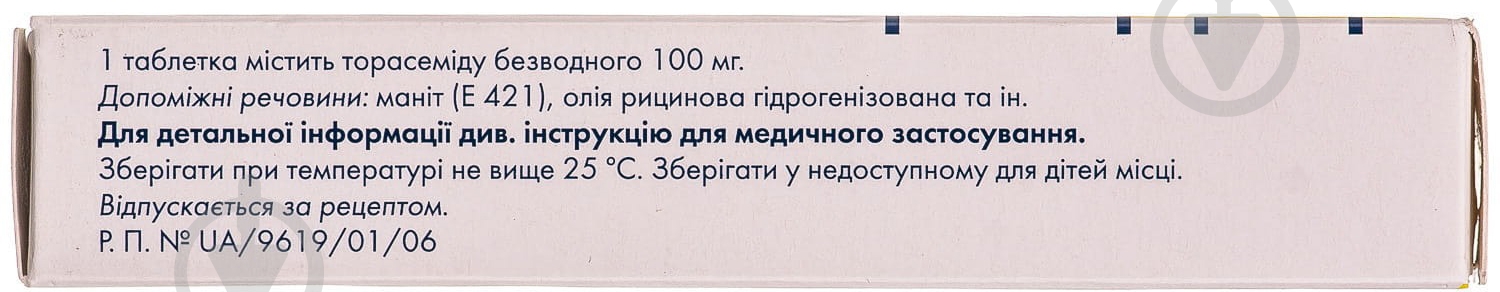 1 таблетка містить торасеміду безводного 100 мг.
Допоміжні речовини: маніт (Е 421), олія рицинова гідрогенізована та ін.
Для детальної інформації див. інструкцію для медичного застосування.
Зберігати при температурі не вище 25 °С. Зберігати у недоступному для дітей місці.
Відпускається за рецептом.
Р. П. № UA/9619/01/06